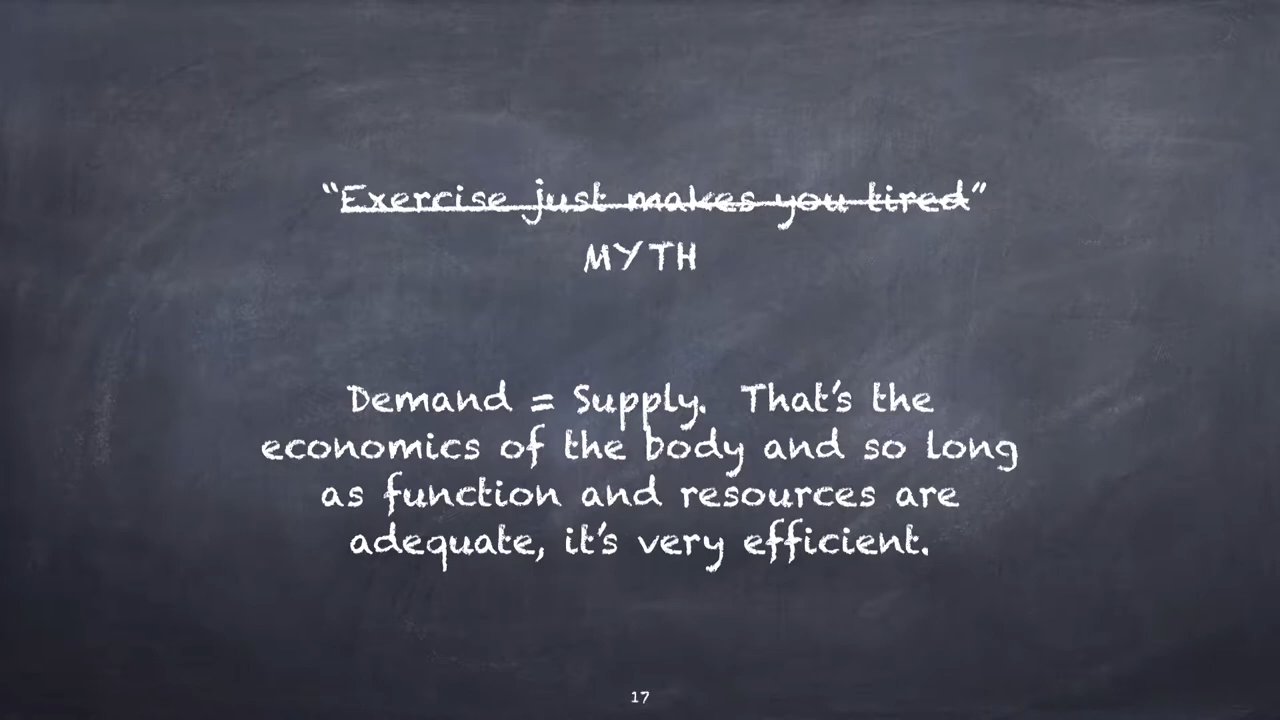 “Exercise just makes you tired”
MYTH
Demand = Supply.  That’s the
economics of the body and so long
as function and resources are
adequate, it’s very efficient.
17